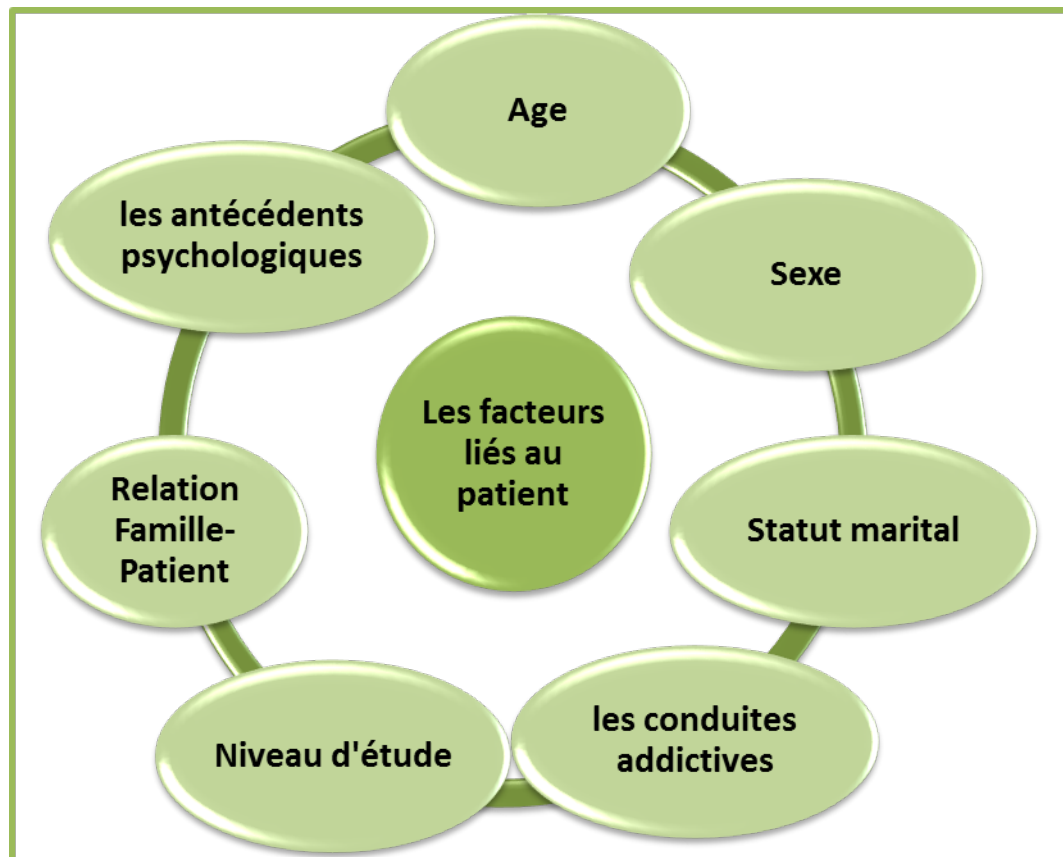 Age
les antécédents
psychologiques
Sexe
Les facteurs
liés au
patient
Relation
Famille-
Patient
Statut marital
Niveau d'étude
les conduites
addictives